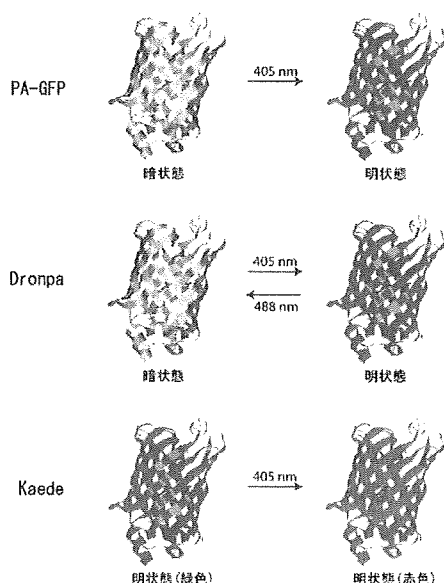 PA-GFP
405 nm
暗状態
明状態
Dronpa
405 nm
488 nm
暗状態
明状態
Kaede
405 nm
明状態(緑色)
明状態(赤色)